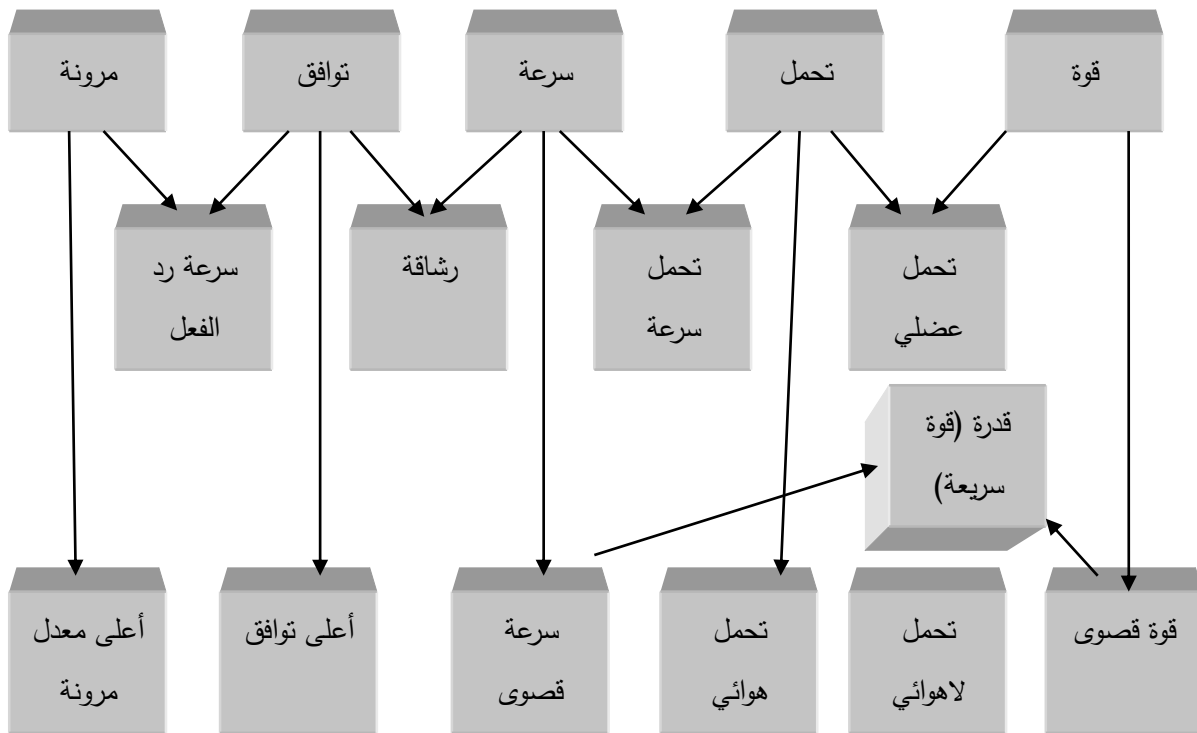 قوة
تحمل
سرعة
توافق
مرونة
تحمل
عضلي
تحمل
سرعة
رشاقة
سرعة رد
الفعل
قدرة (قوة
سريعة)
قوة قصوى
تحمل
لاهوائي
تحمل
هوائي
سرعة
قصوى
أعلى توافق
أعلى معدل
مرونة